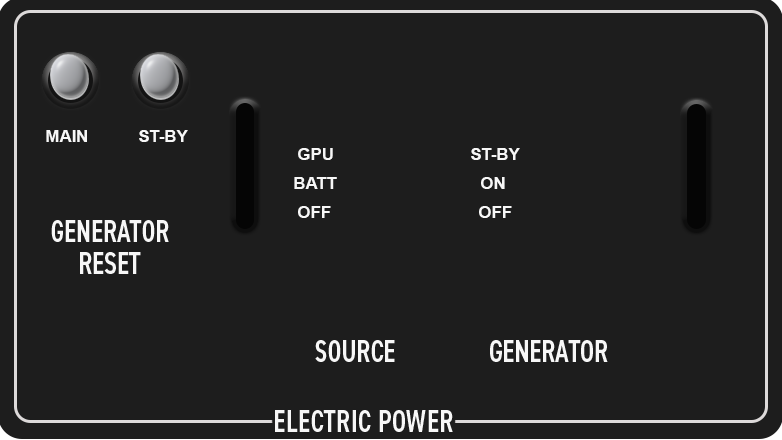 MAIN ST-BY
GPU ST-BY
BATT ON
OFF OFF
GENERATOR
RESET
SOURCE GENERATOR
ELECTRIC POWER